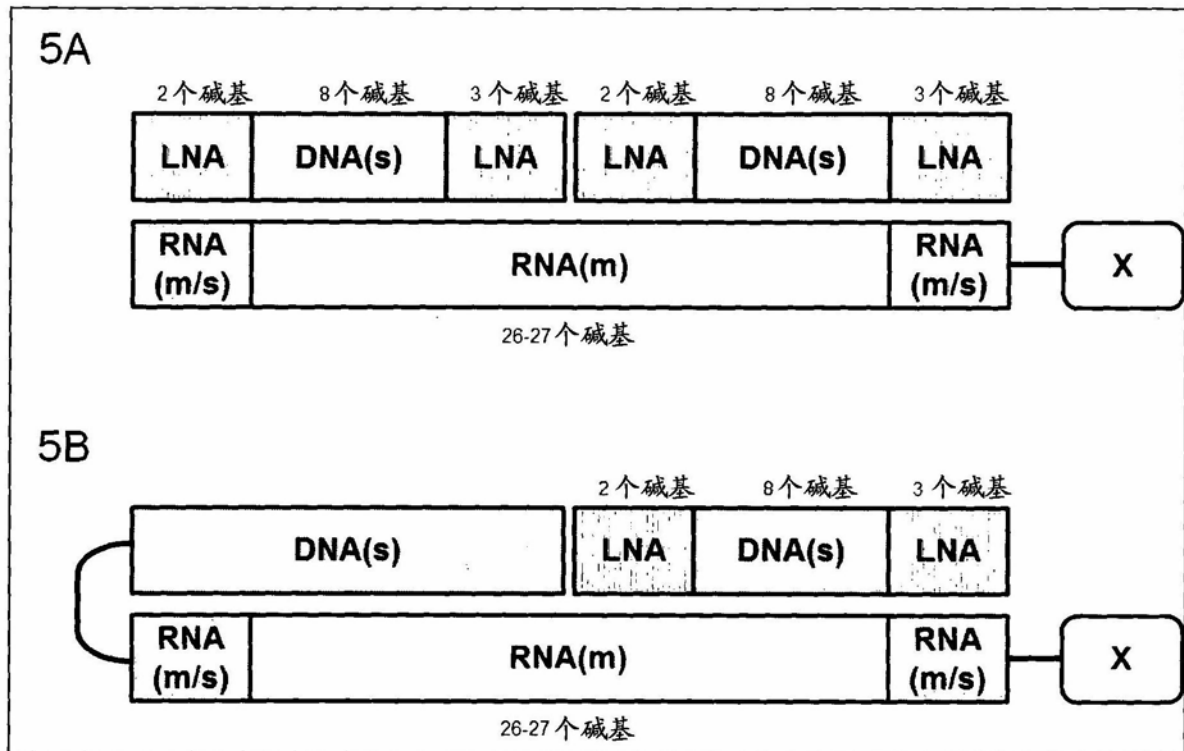 5A
2个碱基 8个碱基 3个碱基 2个碱基 8个碱基 3个碱基
LNA DNA(s) LNA LNA DNA(s) LNA
RNA (m/s) RNA(m) RNA (m/s) X
26-27个碱基
5B
2个碱基 8个碱基 3个碱基
DNA(s) LNA DNA(s) LNA
RNA (m/s) RNA(m) RNA (m/s) X
26-27个碱基